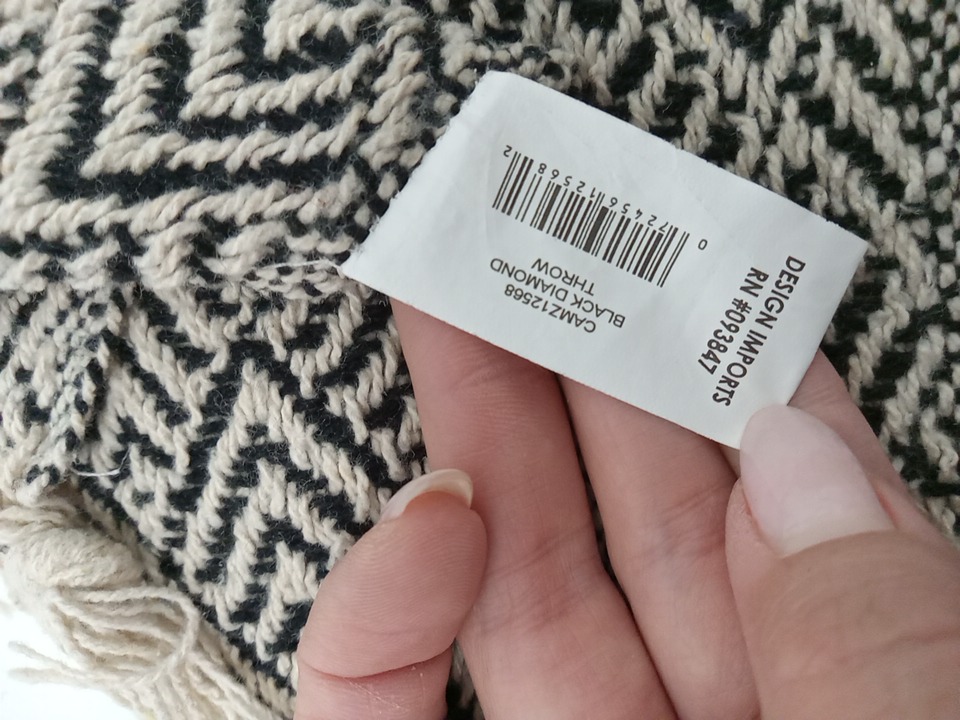 DESIGN IMPORTS
RN #093847
CAMZ12568
BLACK DIAMOND
THROW
0 72456 12568 2